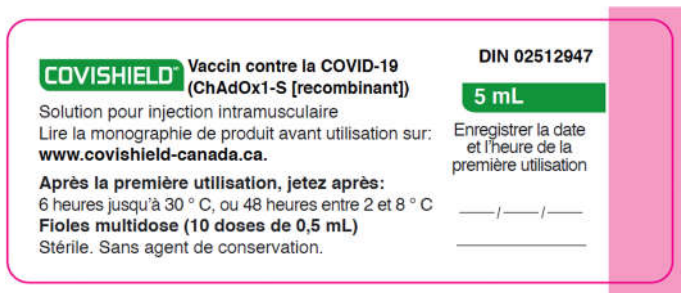 COVISHIELD™ Vaccin contre la COVID-19
(ChAdOx1-S [recombinant])
Solution pour injection intramusculaire
Lire la monographie de produit avant utilisation sur:
www.covishield-canada.ca.
Après la première utilisation, jetez après:
6 heures jusqu'à 30 ° C, ou 48 heures entre 2 et 8 ° C
Fioles multidose (10 doses de 0,5 mL)
Stérile. Sans agent de conservation.
DIN 02512947
5 mL
Enregistrer la date
et l'heure de la
première utilisation
——/——/——